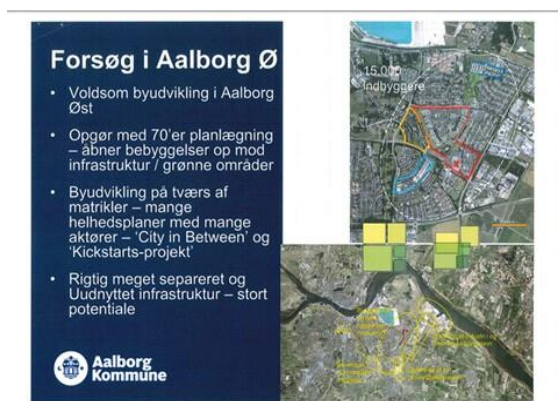 Forsøg i Aalborg Ø
• Voldsom byudvikling i Aalborg
Øst
• Opgør med 70'er planlægning
– åbner bebyggelser op mod
infrastruktur / grønne områder
• Byudvikling på tværs af
matrikler – mange
helhedsplaner med mange
aktører – 'City in Between' og
'Kickstarts-projekt'
• Rigtig meget separeret og
Uudnyttet infrastruktur – stort
potentiale
Aalborg
Kommune
15.000
indbyggere